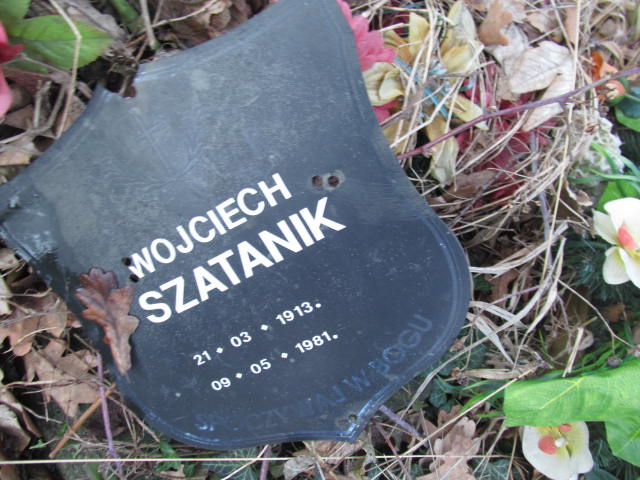 WOJCIECH
SZATANIK
21 • 03 • 1913.
09 • 05 • 1981.
SPOCZYWAJ W BOGU